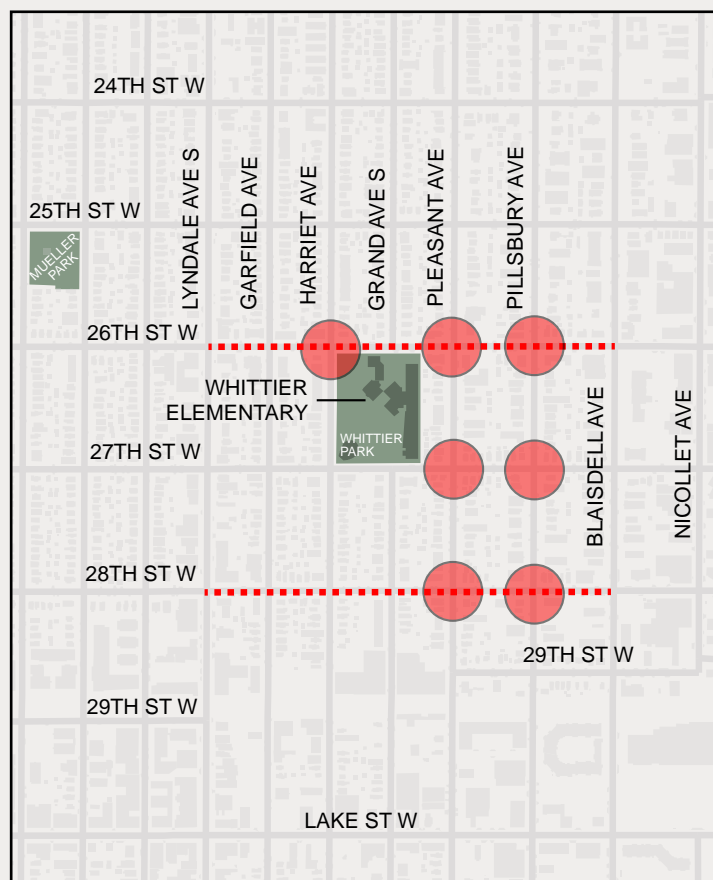 24TH ST W
25TH ST W
LYNDALE AVE S
GARFIELD AVE
HARRIET AVE
GRAND AVE S
PLEASANT AVE
PILLSBURY AVE
MUELLER
PARK
26TH ST W
WHITTIER
ELEMENTARY
WHITTIER
PARK
27TH ST W
BLAISDELL AVE
NICOLLET AVE
28TH ST W
29TH ST W
29TH ST W
LAKE ST W